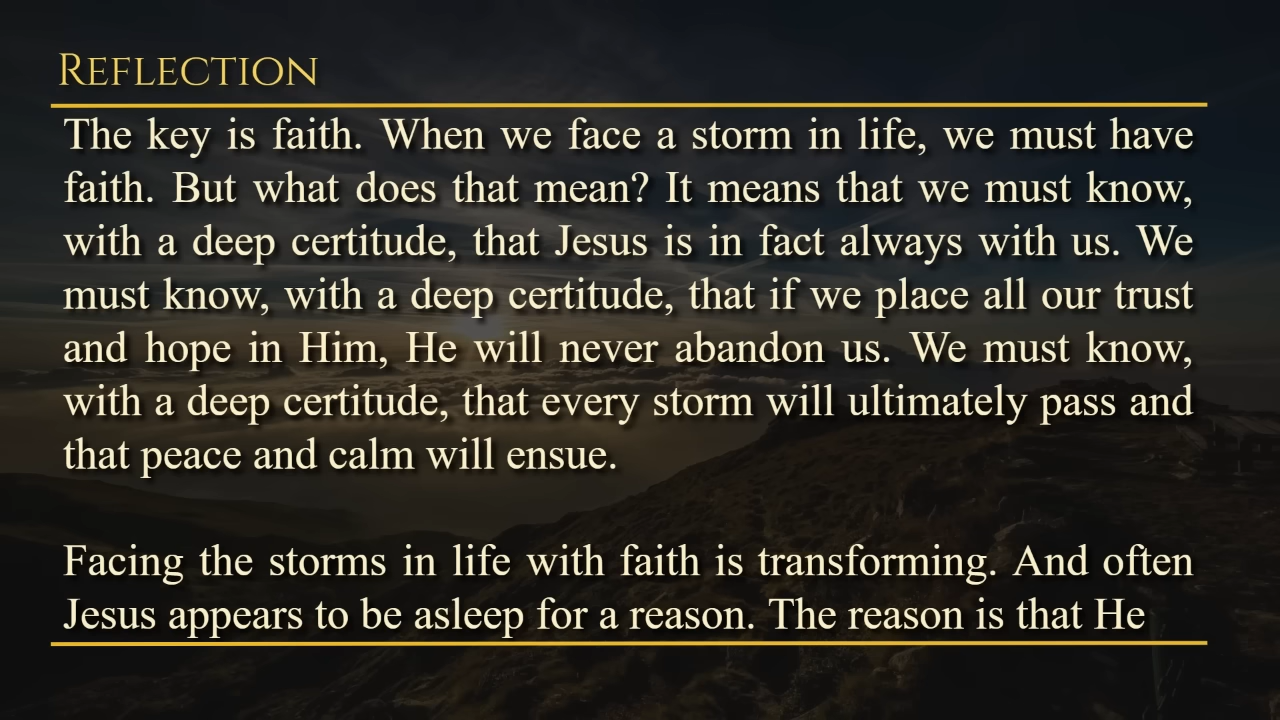 Reflection
The key is faith. When we face a storm in life, we must have
faith. But what does that mean? It means that we must know,
with a deep certitude, that Jesus is in fact always with us. We
must know, with a deep certitude, that if we place all our trust
and hope in Him, He will never abandon us. We must know,
with a deep certitude, that every storm will ultimately pass and
that peace and calm will ensue.
Facing the storms in life with faith is transforming. And often
Jesus appears to be asleep for a reason. The reason is that He